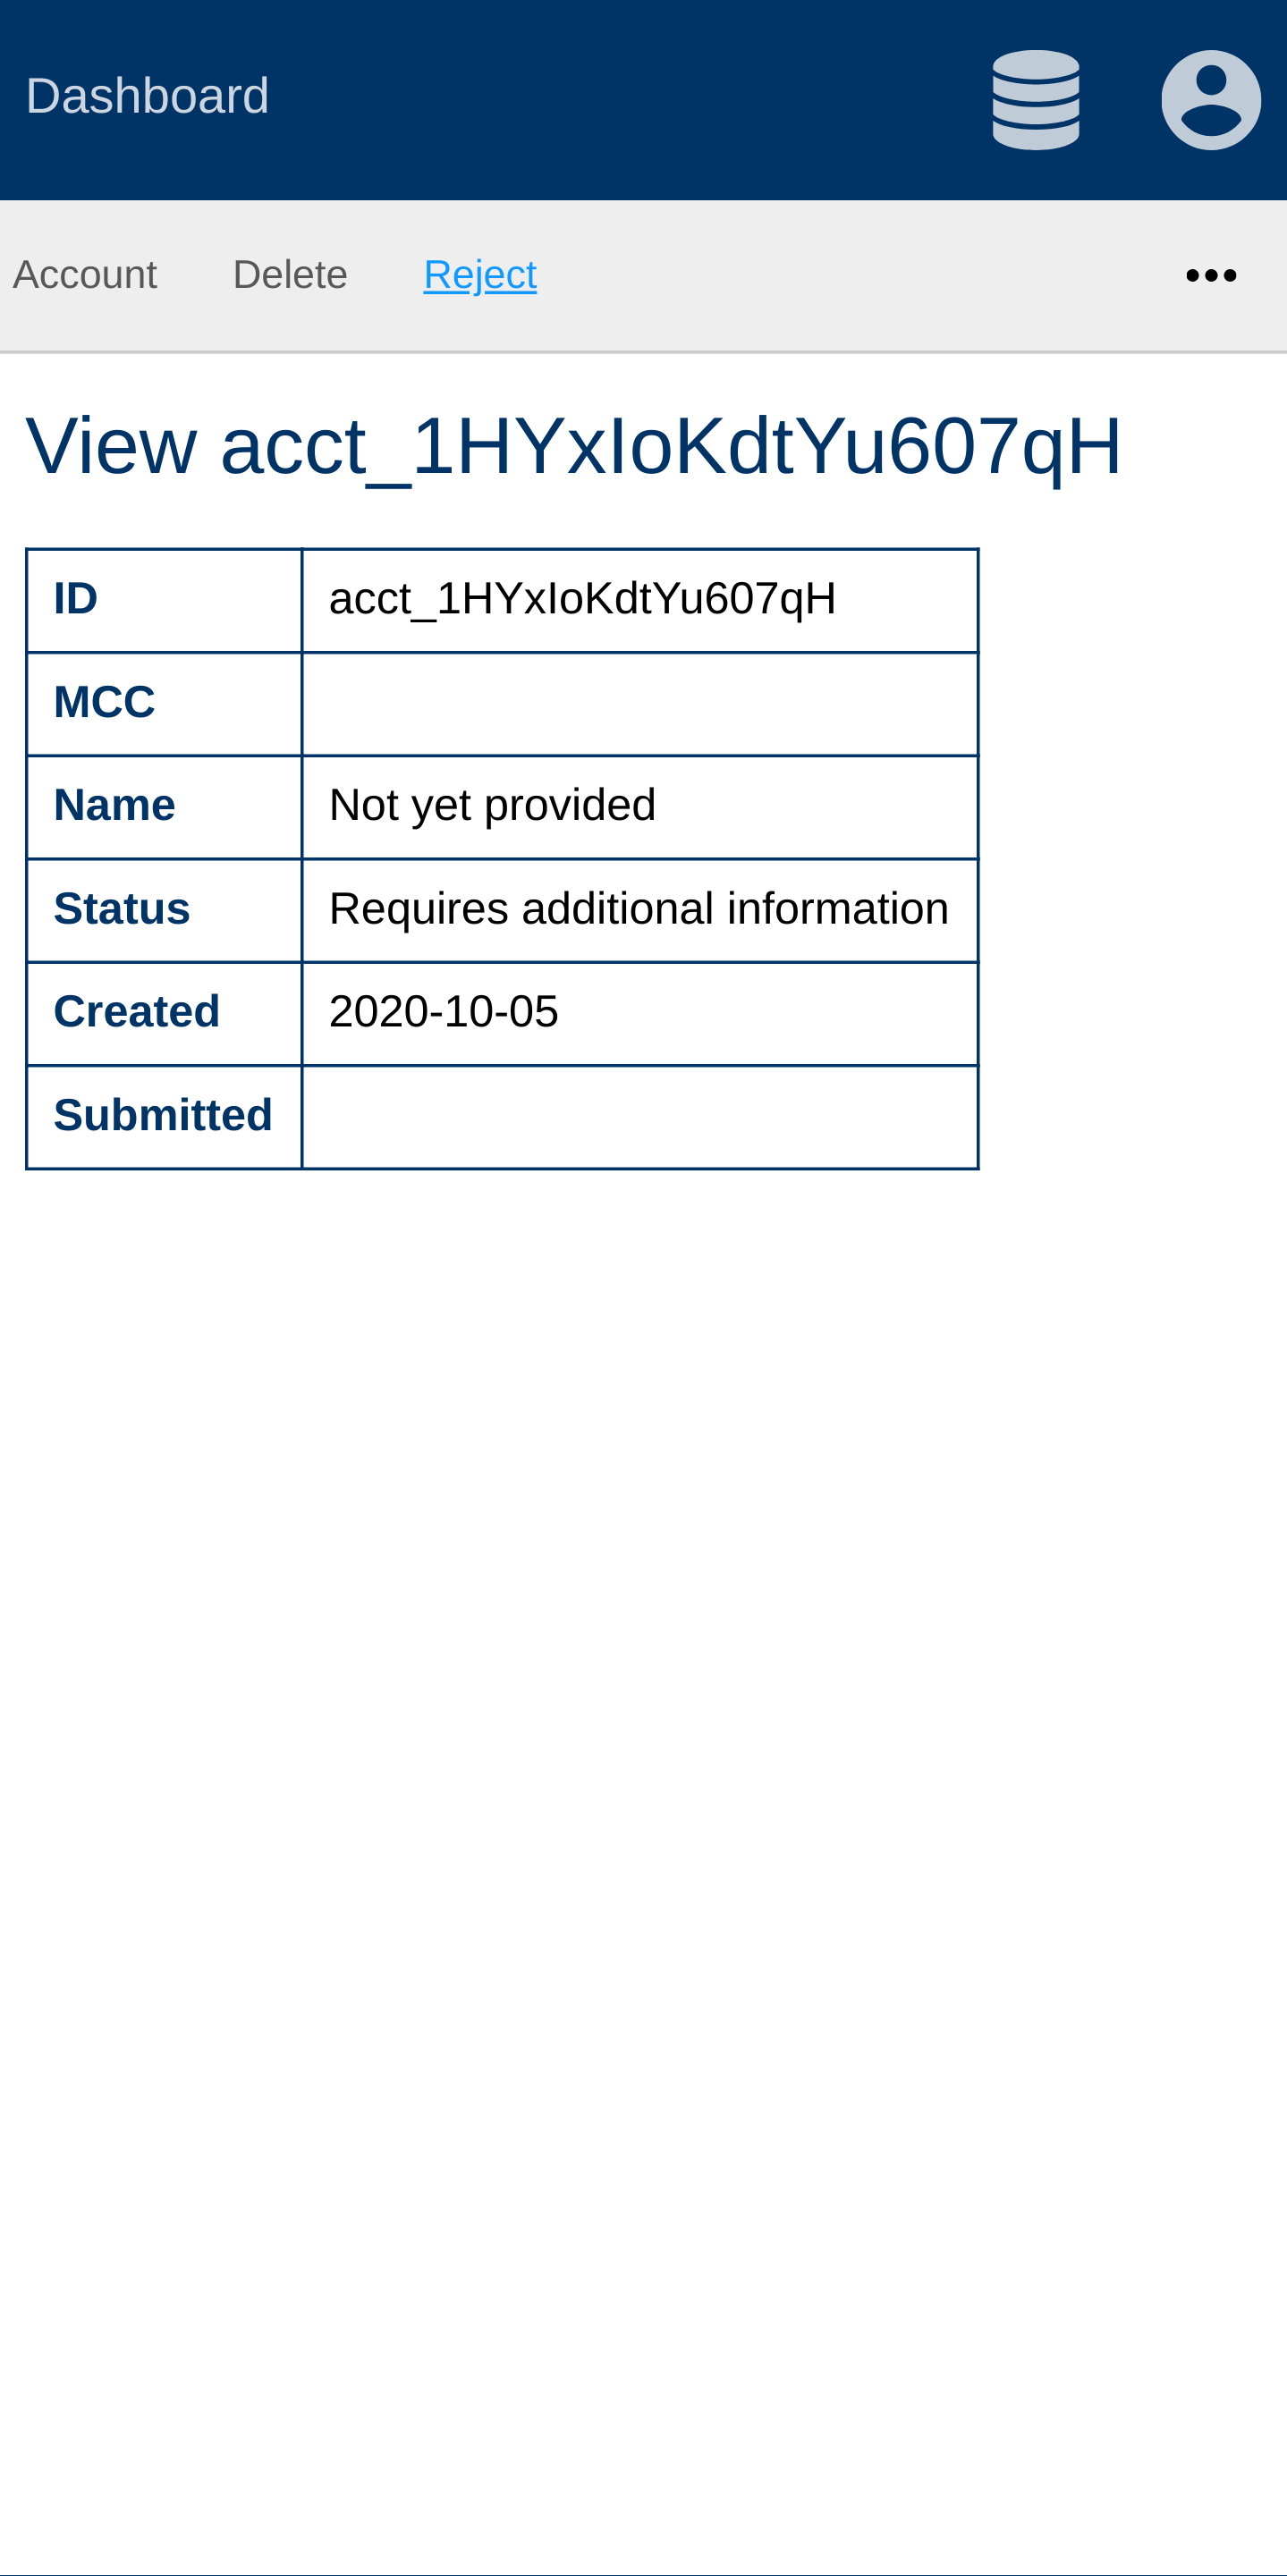 Dashboard
Account Delete Reject
View acct_1HYxIoKdtYu607qH
ID acct_1HYxIoKdtYu607qH
MCC
Name Not yet provided
Status Requires additional information
Created 2020-10-05
Submitted